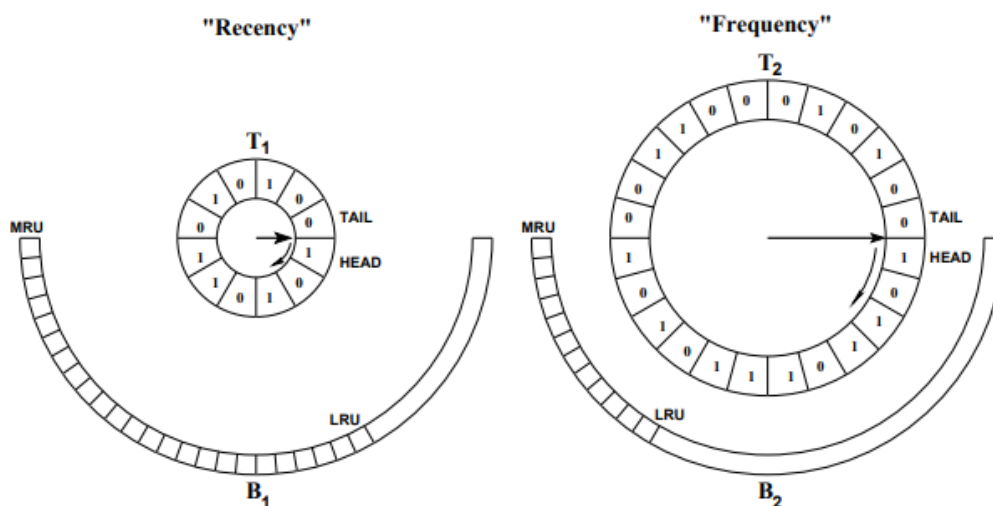 "Recency"
T1
0 1
1 0
0 0 TAIL
1 1 HEAD
1 0
0 1
MRU
LRU
B1
"Frequency"
T2
0 0
0 1
1 0
1 1
0 0
0 0 TAIL
1 1 HEAD
0 0
1 1
0 1
1 0
1 1
MRU
LRU
B2